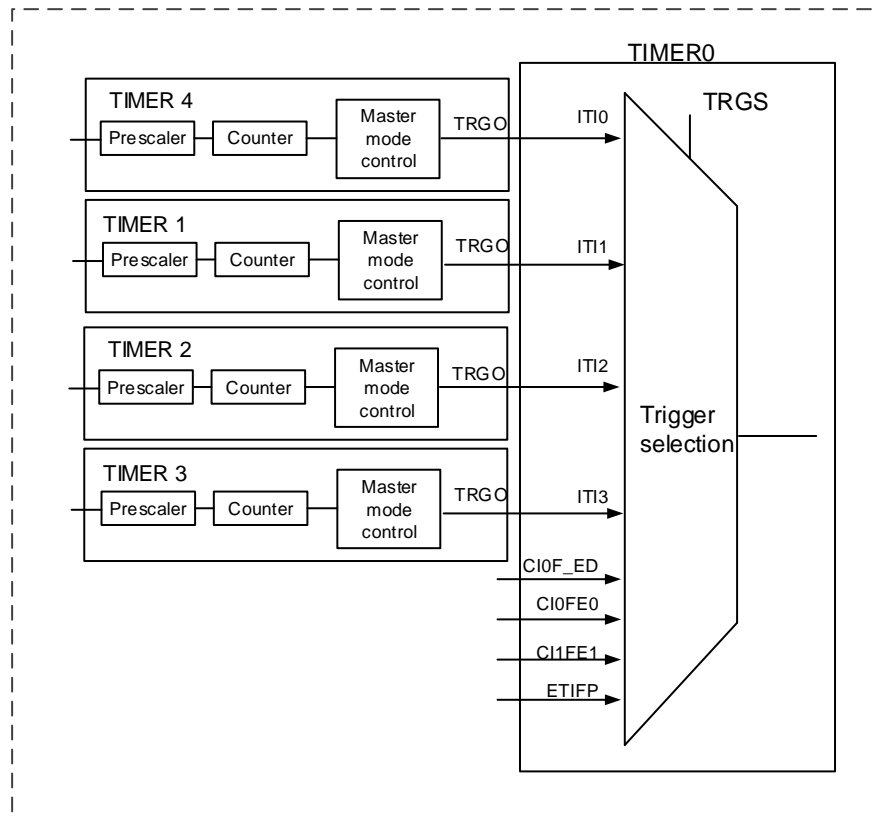 TIMER0
TRGS
TIMER 4
Prescaler
Counter
Master
mode
control
TRGO
ITI0
TIMER 1
Prescaler
Counter
Master
mode
control
TRGO
ITI1
TIMER 2
Prescaler
Counter
Master
mode
control
TRGO
ITI2
Trigger
selection
TIMER 3
Prescaler
Counter
Master
mode
control
TRGO
ITI3
CI0F_ED
CI0FE0
CI1FE1
ETIFP